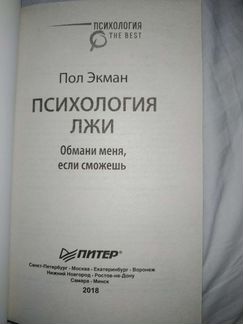 ПСИХОЛОГИЯ
THE BEST
Пол Экман
ПСИХОЛОГИЯ
ЛЖИ
Обмани меня,
если сможешь
ПИТЕР®
Санкт-Петербург · Москва · Екатеринбург · Воронеж
Нижний Новгород · Ростов-на-Дону
Самара · Минск
2018